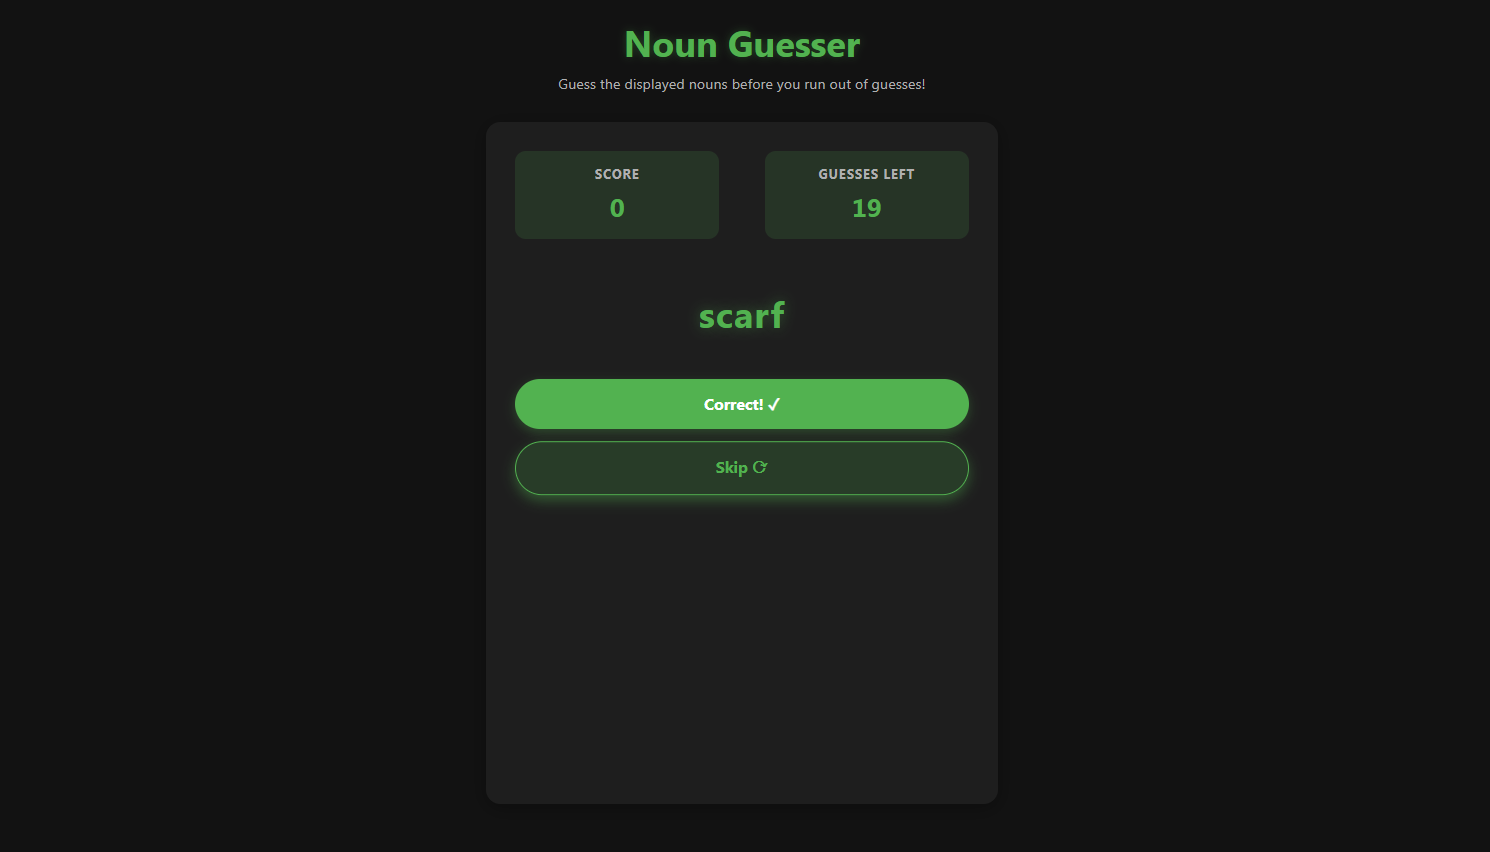 Noun Guesser
Guess the displayed nouns before you run out of guesses!
SCORE
0
GUESSES LEFT
19
scarf
Correct! ✓
Skip ⟳